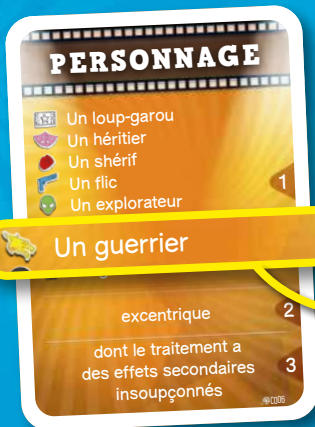 PERSONNAGE
Un loup-garou
Un héritier
Un shérif
Un flic
Un explorateur
1
Un guerrier
excentrique
2
dont le traitement a
des effets secondaires
3
insoupçonnés